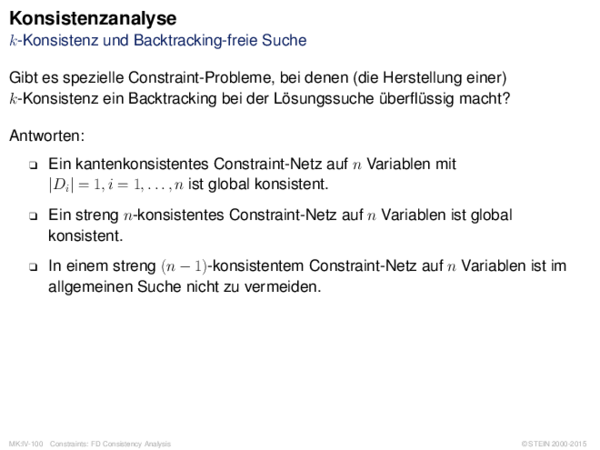 Konsistenzanalyse
k-Konsistenz und Backtracking-freie Suche
Gibt es spezielle Constraint-Probleme, bei denen (die Herstellung einer)
k-Konsistenz ein Backtracking bei der Lösungssuche überflüssig macht?
Antworten:
❑ Ein kantenkonsistentes Constraint-Netz auf n Variablen mit
|D_i| = 1, i = 1, . . . , n ist global konsistent.
❑ Ein streng n-konsistentes Constraint-Netz auf n Variablen ist global
konsistent.
❑ In einem streng (n − 1)-konsistentem Constraint-Netz auf n Variablen ist im
allgemeinen Suche nicht zu vermeiden.
MK:IV-100 Constraints: FD Consistency Analysis © STEIN 2000-2015